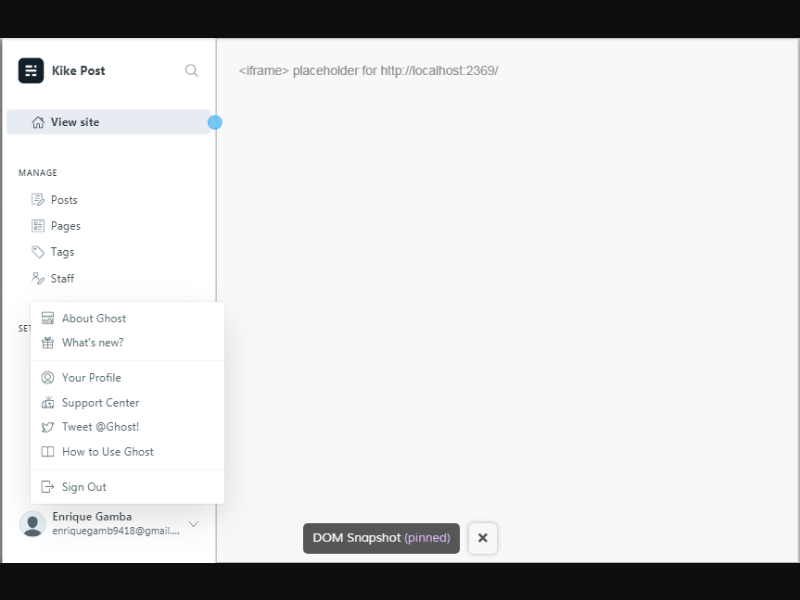 Kike Post
<iframe> placeholder for http://localhost:2369/
View site
MANAGE
Posts
Pages
Tags
Staff
SET
About Ghost
What's new?
Your Profile
Support Center
Tweet @Ghost!
How to Use Ghost
Sign Out
Enrique Gamba
enriquegamb9418@gmail....
DOM Snapshot (pinned)